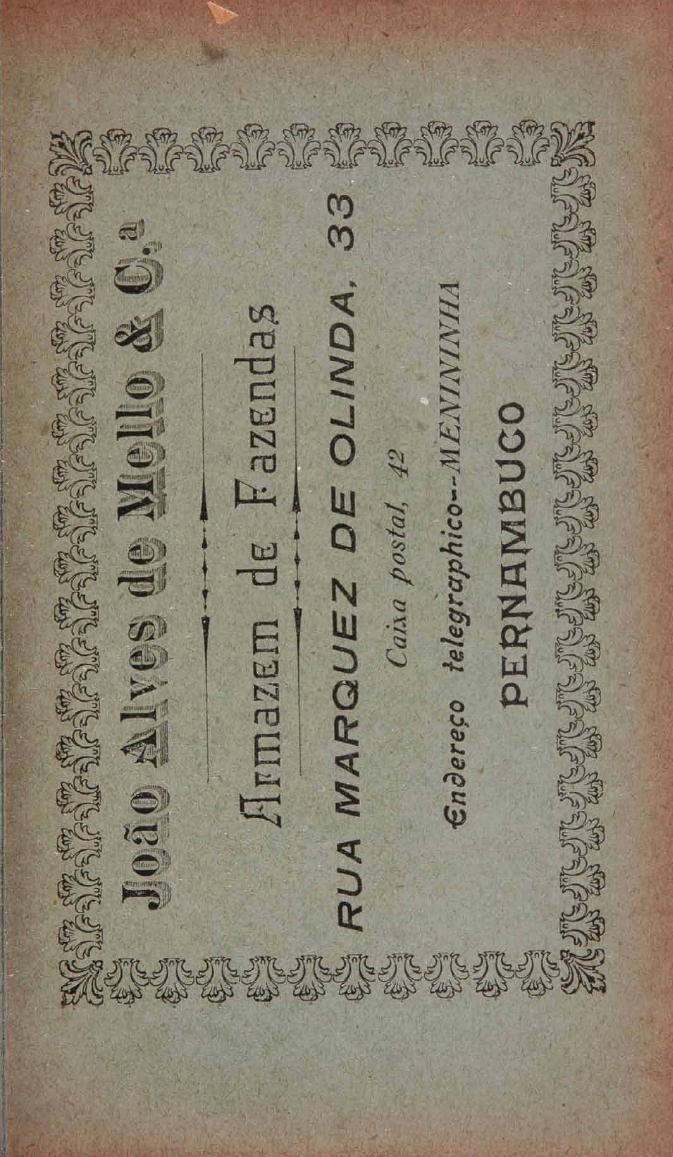 João Alves de Mello & C.ª
Armazem de Fazendas
RUA MARQUEZ DE OLINDA, 33
Caixa postal, 42
Endereço telegraphico--MENININHA
PERNAMBUCO